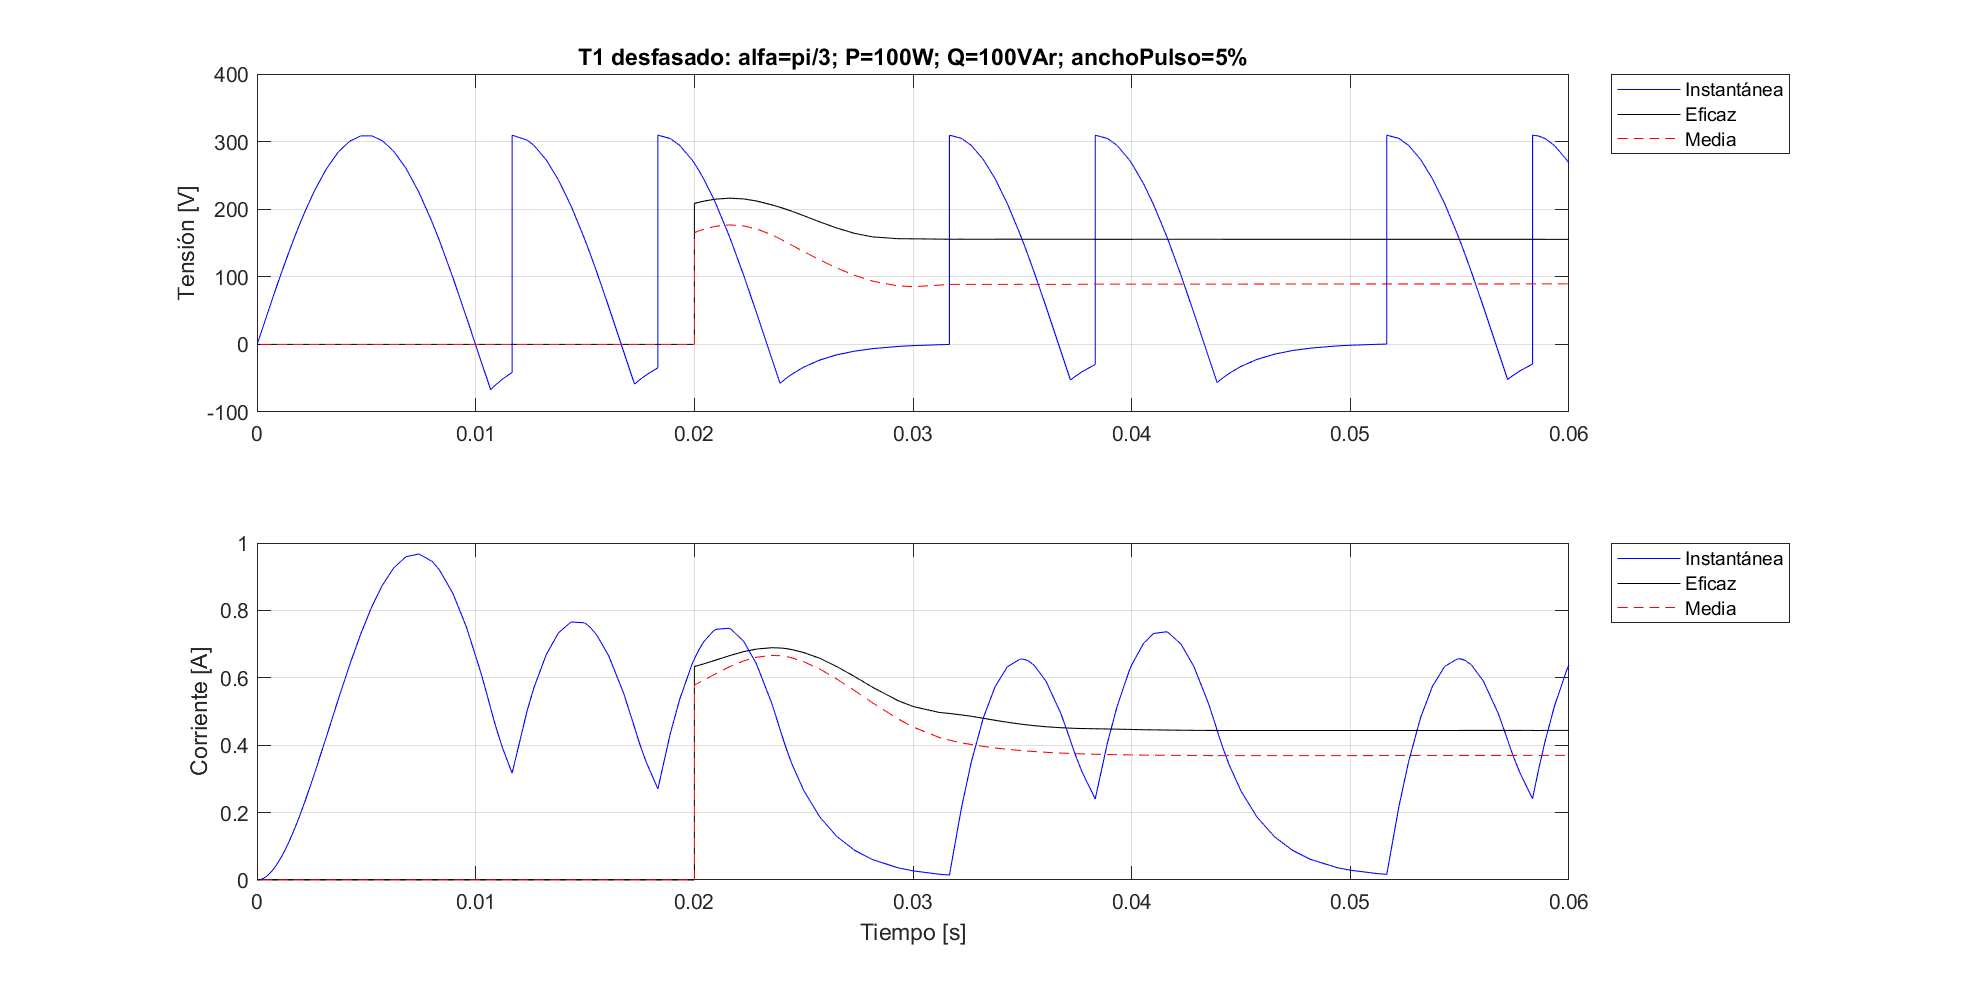 T1 desfasado: alfa=pi/3; P=100W; Q=100VAr; anchoPulso=5%
400
300
200
100
0
-100
Tensión [V]
0 0.01 0.02 0.03 0.04 0.05 0.06
Instantánea
Eficaz
Media
1
0.8
0.6
0.4
0.2
0
Corriente [A]
0 0.01 0.02 0.03 0.04 0.05 0.06
Tiempo [s]
Instantánea
Eficaz
Media